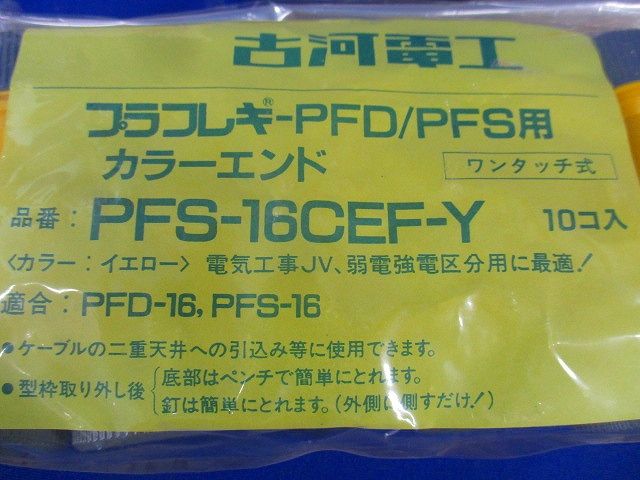 古河電工
プラフレキ®-PFD/PFS用
カラーエンド ワンタッチ式
品番: PFS-16CEF-Y 10コ入
〈カラー:イエロー〉電気工事JV、弱電強電区分用に最適!
適合: PFD-16, PFS-16
●ケーブルの二重天井への引込み等に使用できます。
●型枠取り外し後 底部はペンチで簡単にとれます。
釘は簡単にとれます。(外側に倒すだけ!)